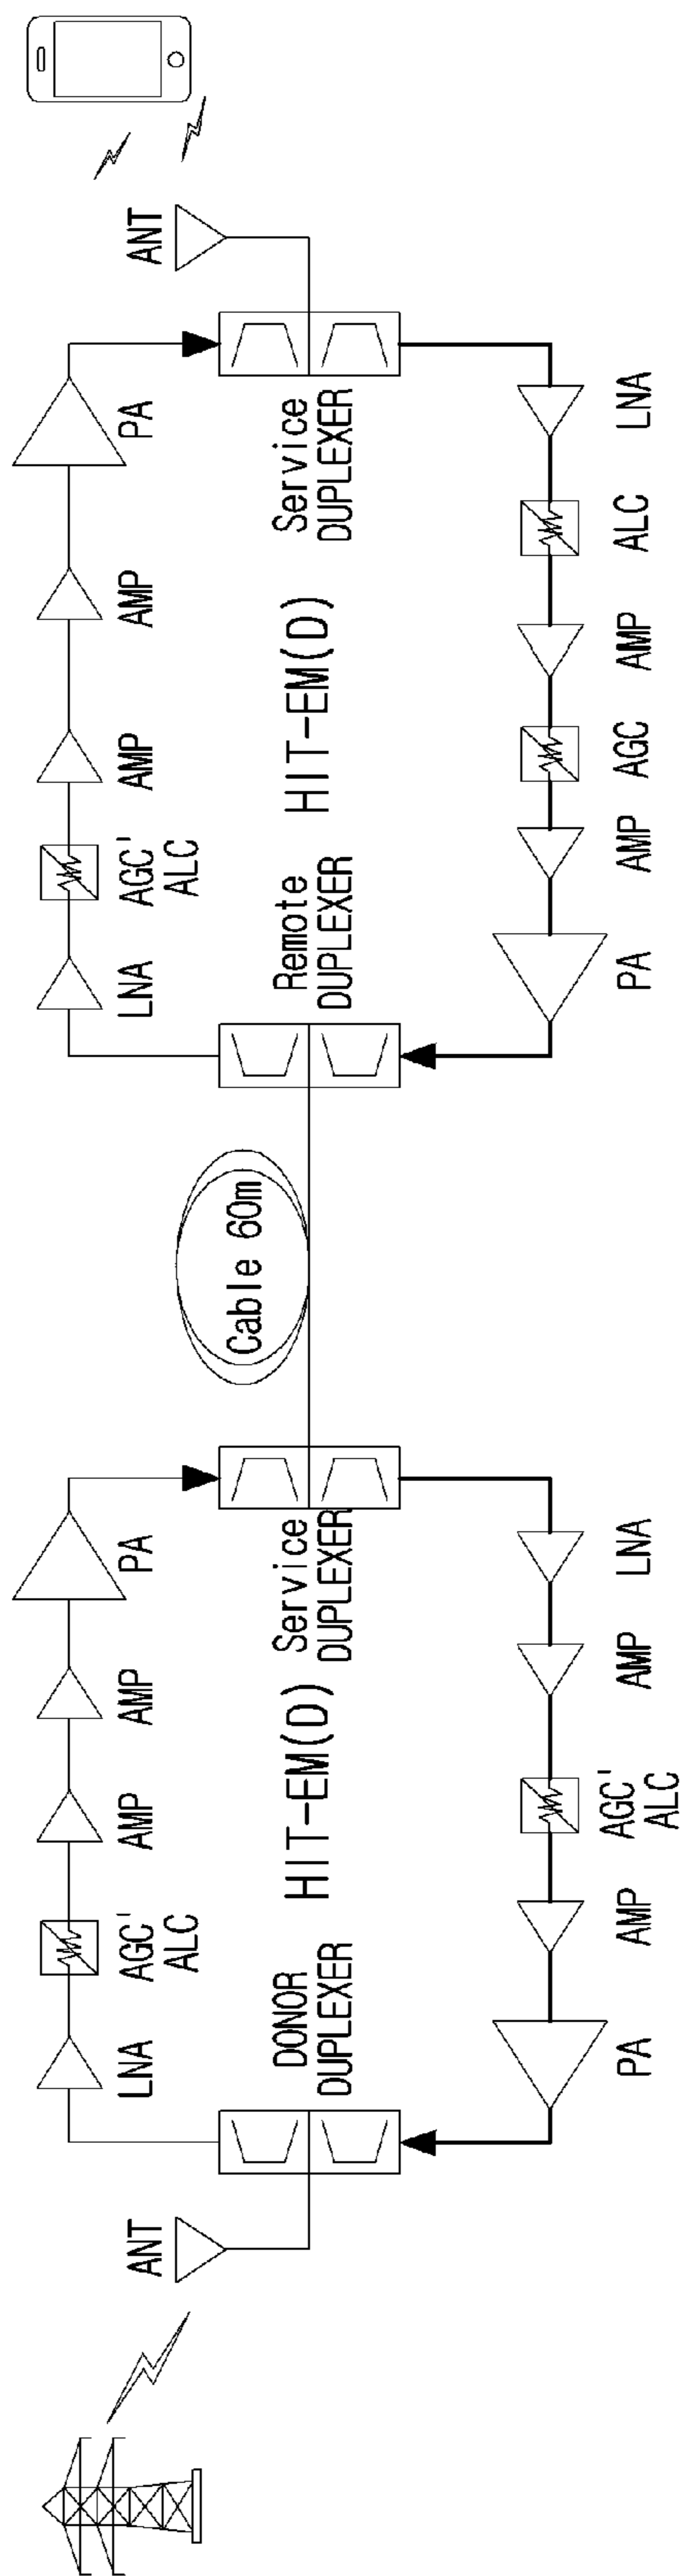 LNA
AGC'
ALC
AMP
AMP
PA
LNA
AGC'
ALC
AMP
AMP
PA
ANT
Cable 60m
ANT
DONOR
DUPLEXER
HIT-EM(D)
Service
DUPLEXER
Remote
DUPLEXER
HIT-EM(D)
Service
DUPLEXER
PA
AMP
AGC'
ALC
AMP
LNA
PA
AMP
AGC
AMP
ALC
LNA